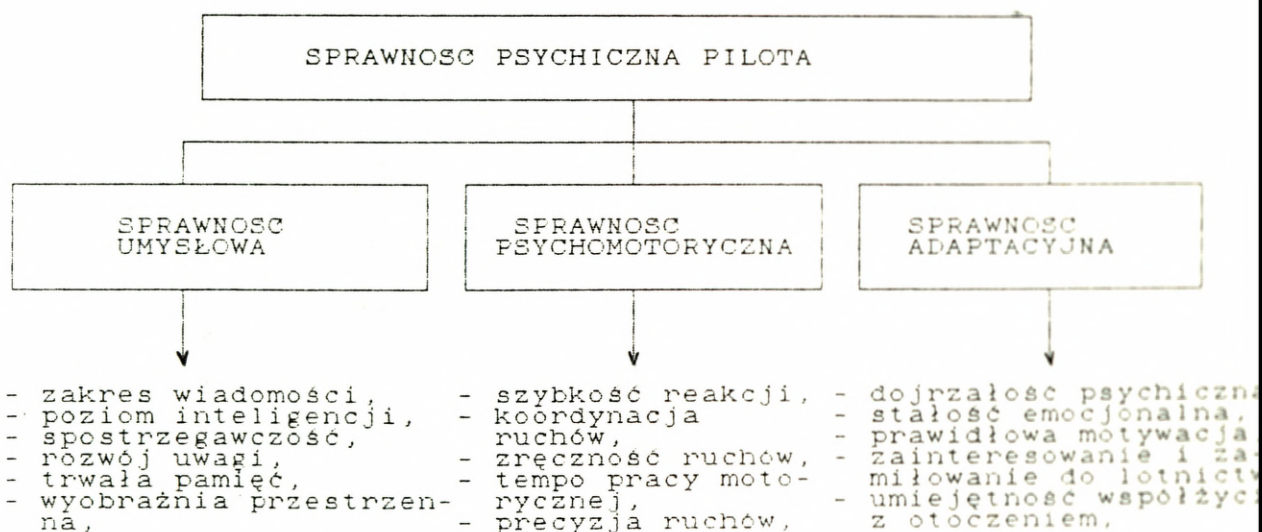 SPRAWNOSC PSYCHICZNA PILOTA
SPRAWNOSC
UMYSŁOWA
- zakres wiadomości,
- poziom inteligencji,
- spostrzegawczość,
- rozwój uwagi,
- trwała pamięć,
- wyobrażnia przestrzen-
na,
SPRAWNOSC
PSYCHOMOTORYCZNA
- szybkość reakcji,
- koordynacja
ruchów,
- zręczność ruchów,
- tempo pracy moto-
rycznej,
- precyzja ruchów,
SPRAWNOSC
ADAPTACYJNA
- dojrzałość psychiczna
- stałość emocjonalna,
- prawidłowa motywacja,
- zainteresowanie i za-
miłowanie do lotnictw
- umiejętność współżyc
z otoczeniem,